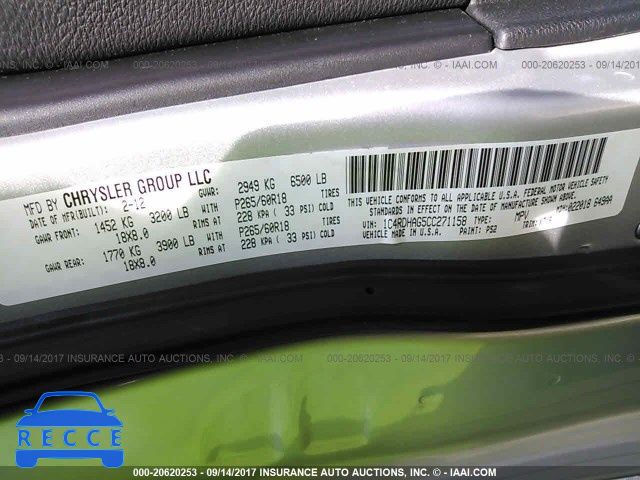 000-20620253 - 09/14/2017 INSURANCE AUTO AUCTIONS, INC. - IAAI.COM
MFD BY CHRYSLER GROUP LLC
DATE OF MFR(BUILT): 2-12
GVWR: 2949 KG 6500 LB
GAWR FRONT: 1452 KG 3200 LB
P265/60R18 TIRES
18X8.0 RIMS AT 228 KPA ( 33 PSI) COLD
GAWR REAR: 1770 KG 3900 LB
P265/60R18 TIRES
18X8.0 RIMS AT 228 KPA ( 33 PSI) COLD
THIS VEHICLE CONFORMS TO ALL APPLICABLE U.S.A. FEDERAL MOTOR VEHICLE SAFETY
STANDARDS IN EFFECT ON THE DATE OF MANUFACTURE SHOWN ABOVE.
VIN: 1C4RDHAG5CC271158 TYPE: MPV
MADE IN U.S.A. PAINT: PS2 TRIM:
022018 649AA
000-20620253 - 09/14/2017 INSURANCE AUTO AUCTIONS, INC. - IAAI.COM
RECCE
000-20620253 - 09/14/2017 INSURANCE AUTO AUCTIONS, INC. - IAAI.COM